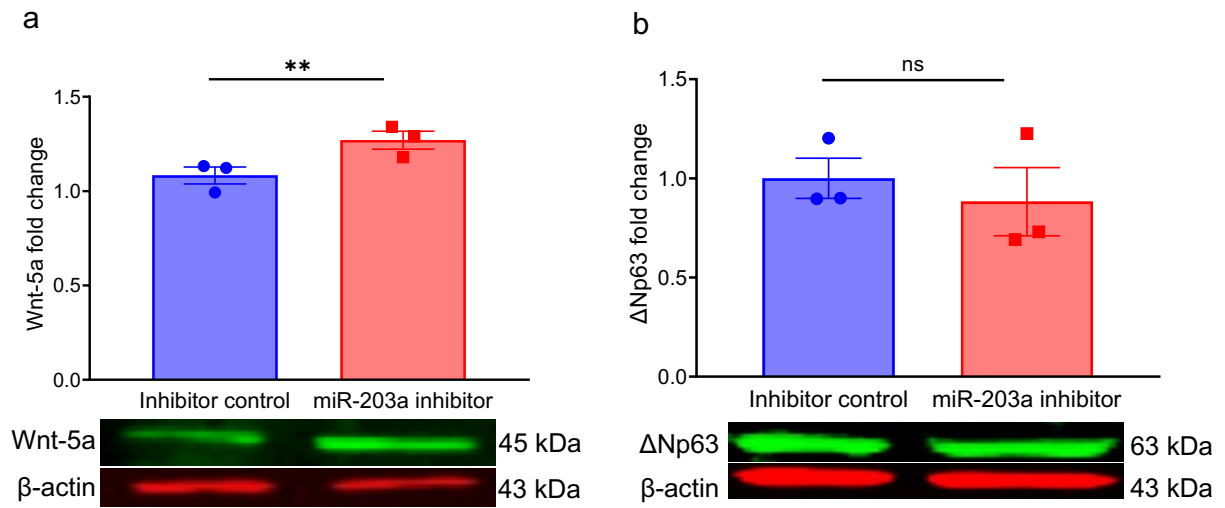 a
**
Wnt-5a fold change
1.5
1.0
0.5
0.0
Inhibitor control miR-203a inhibitor
Wnt-5a 45 kDa
β-actin 43 kDa
b
ns
ΔNp63 fold change
1.5
1.0
0.5
0.0
Inhibitor control miR-203a inhibitor
ΔNp63 63 kDa
β-actin 43 kDa